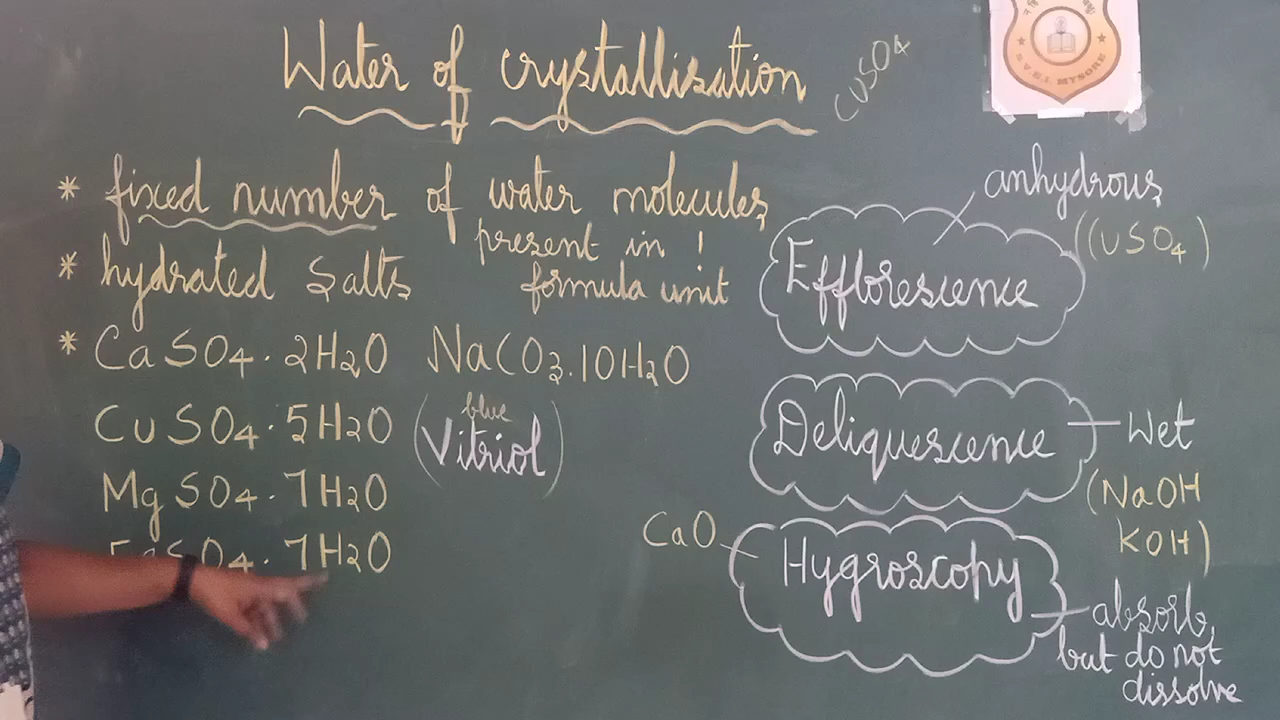 Water of crystallisation
CuSO4
S.V.E.I. MYSORE
* fixed number of water molecules
present in 1
formula unit
* hydrated salts
* CaSO4.2H2O NaCO3.10H2O
CuSO4.5H2O (blue Vitriol)
MgSO4.7H2O
FeSO4.7H2O
anhydrous
(CuSO4)
Efflorescence
Deliquescence
Wet
(NaOH
KOH)
CaO
Hygroscopy
absorb,
but do not
dissolve